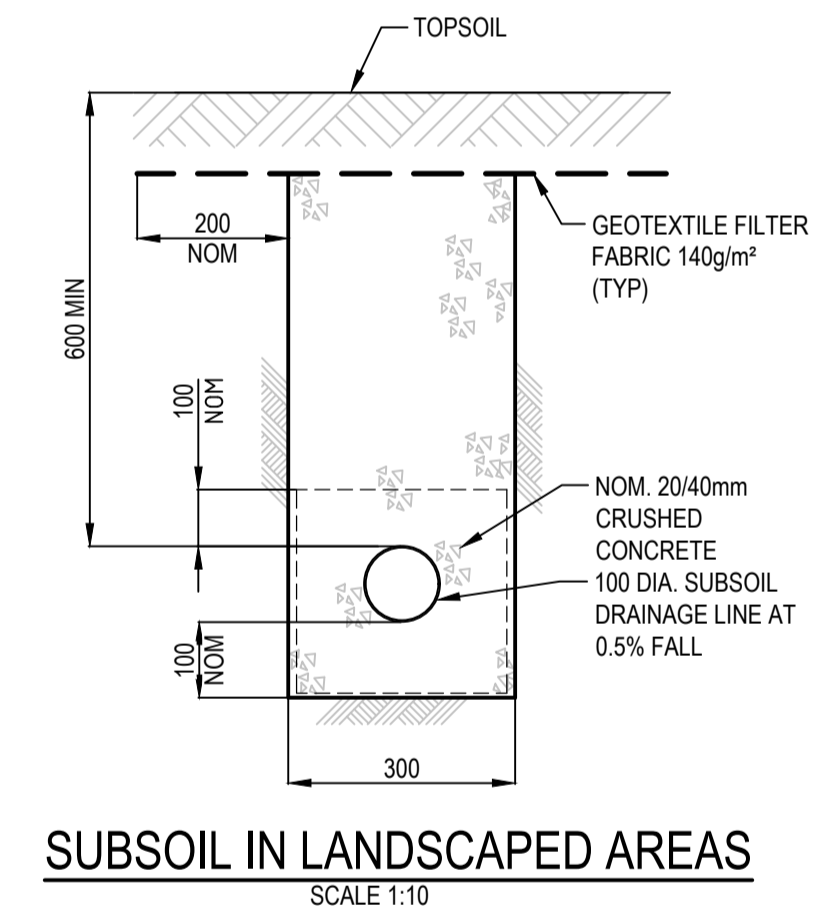 TOPSOIL
200
NOM
GEOTEXTILE FILTER
FABRIC 140g/m²
(TYP)
600 MIN
100
NOM
NOM. 20/40mm
CRUSHED
CONCRETE
100 DIA. SUBSOIL
DRAINAGE LINE AT
0.5% FALL
100
NOM
300
SUBSOIL IN LANDSCAPED AREAS
SCALE 1:10